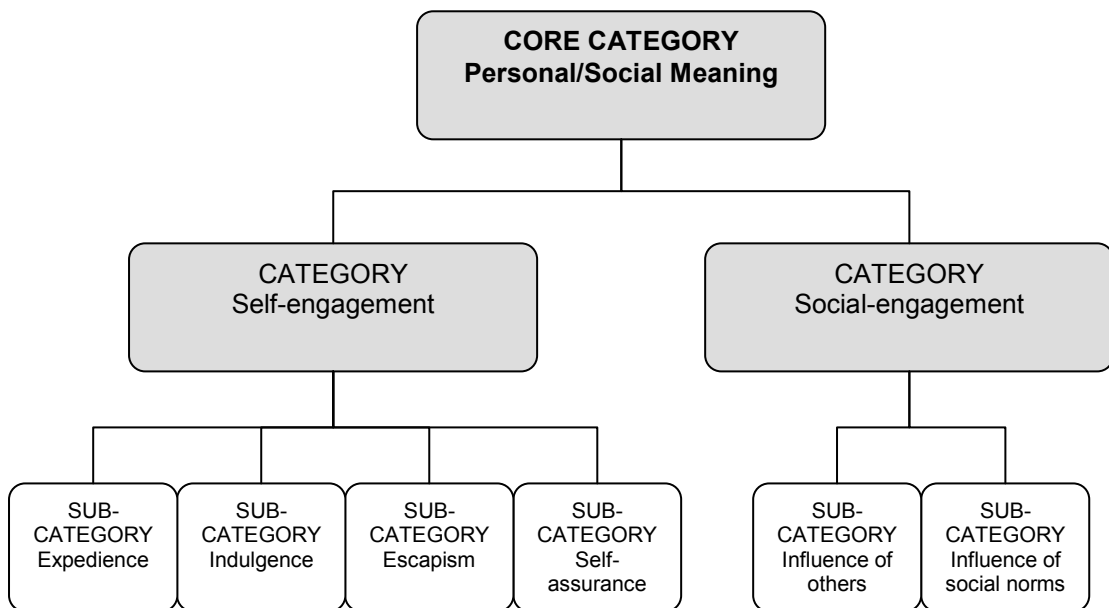 CORE CATEGORY
Personal/Social Meaning
CATEGORY
Self-engagement
CATEGORY
Social-engagement
SUB-
CATEGORY
Expedience
SUB-
CATEGORY
Indulgence
SUB-
CATEGORY
Escapism
SUB-
CATEGORY
Self-
assurance
SUB-
CATEGORY
Influence of
others
SUB-
CATEGORY
Influence of
social norms